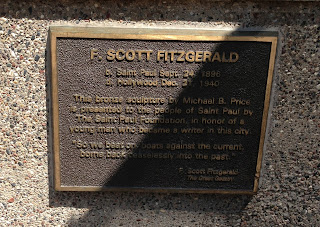 F. SCOTT FITZGERALD
b. Saint Paul Sept. 24, 1896
d. Hollywood Dec. 21, 1940
This bronze sculpture by Michael B. Price
is presented to the people of Saint Paul by
The Saint Paul Foundation, in honor of a
young man who became a writer in this city.
"So we beat on, boats against the current,
borne back ceaselessly into the past."
F. Scott Fitzgerald
The Great Gatsby